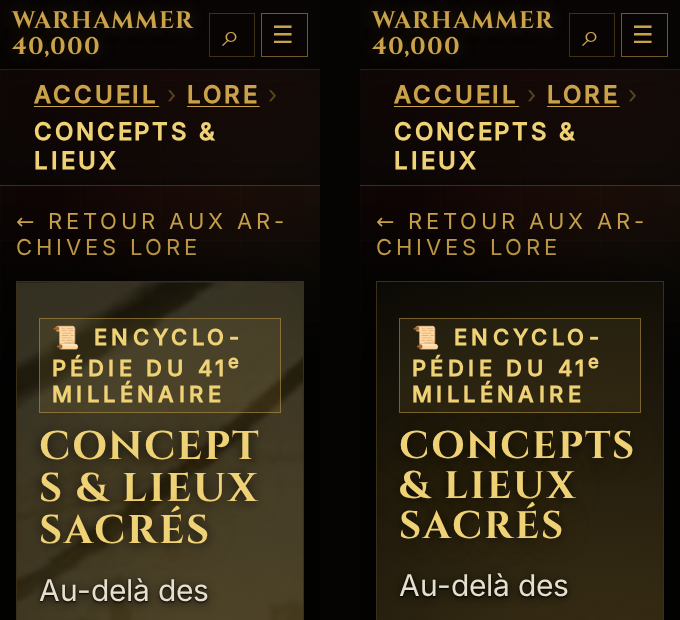 WARHAMMER
40,000
⌕
☰
ACCUEIL › LORE ›
CONCEPTS &
LIEUX
← RETOUR AUX AR-
CHIVES LORE
📜 ENCYCLO-
PÉDIE DU 41ᵉ
MILLÉNAIRE
CONCEPT
S & LIEUX
SACRÉS
Au-delà des
WARHAMMER
40,000
⌕
☰
ACCUEIL › LORE ›
CONCEPTS &
LIEUX
← RETOUR AUX AR-
CHIVES LORE
📜 ENCYCLO-
PÉDIE DU 41ᵉ
MILLÉNAIRE
CONCEPTS
& LIEUX
SACRÉS
Au-delà des